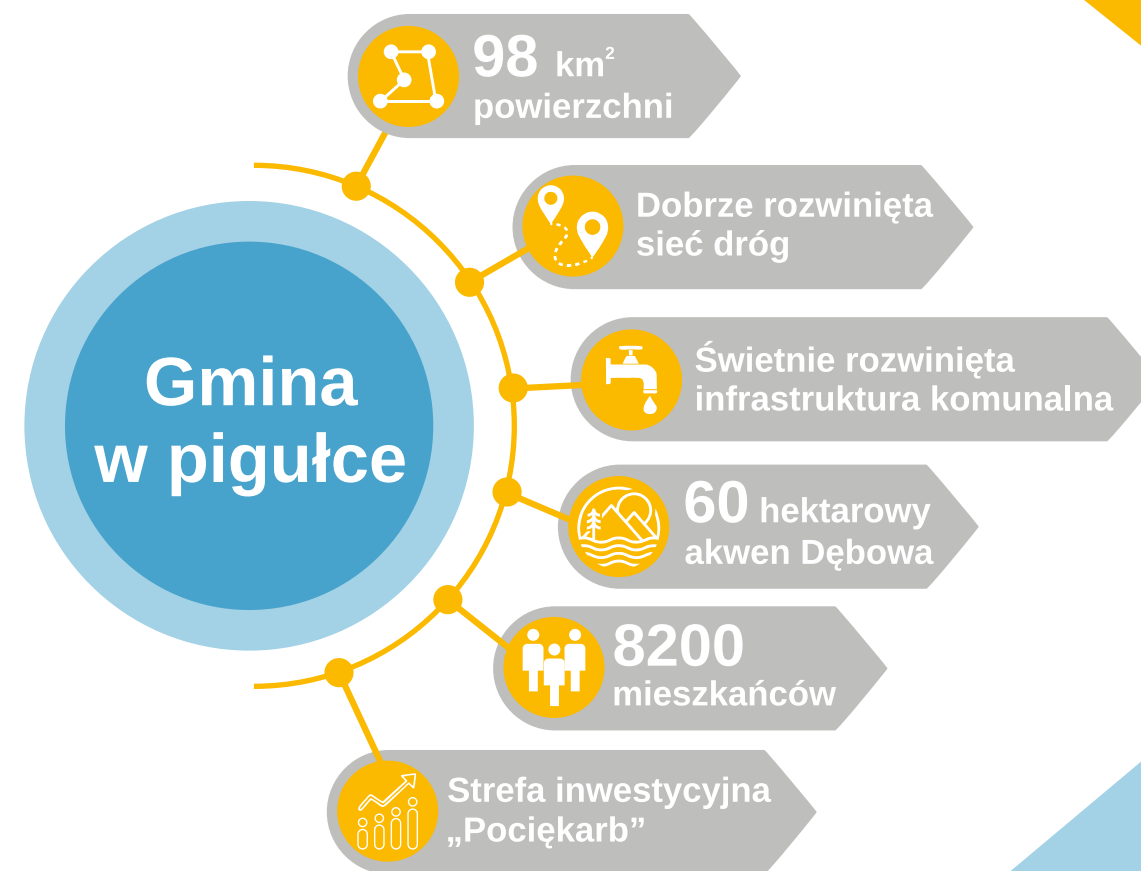 Gmina
w pigułce
98 km²
powierzchni
Dobrze rozwinięta
sieć dróg
Świetnie rozwinięta
infrastruktura komunalna
60 hektarowy
akwen Dębowa
8200
mieszkańców
Strefa inwestycyjna
„Pociękarb”